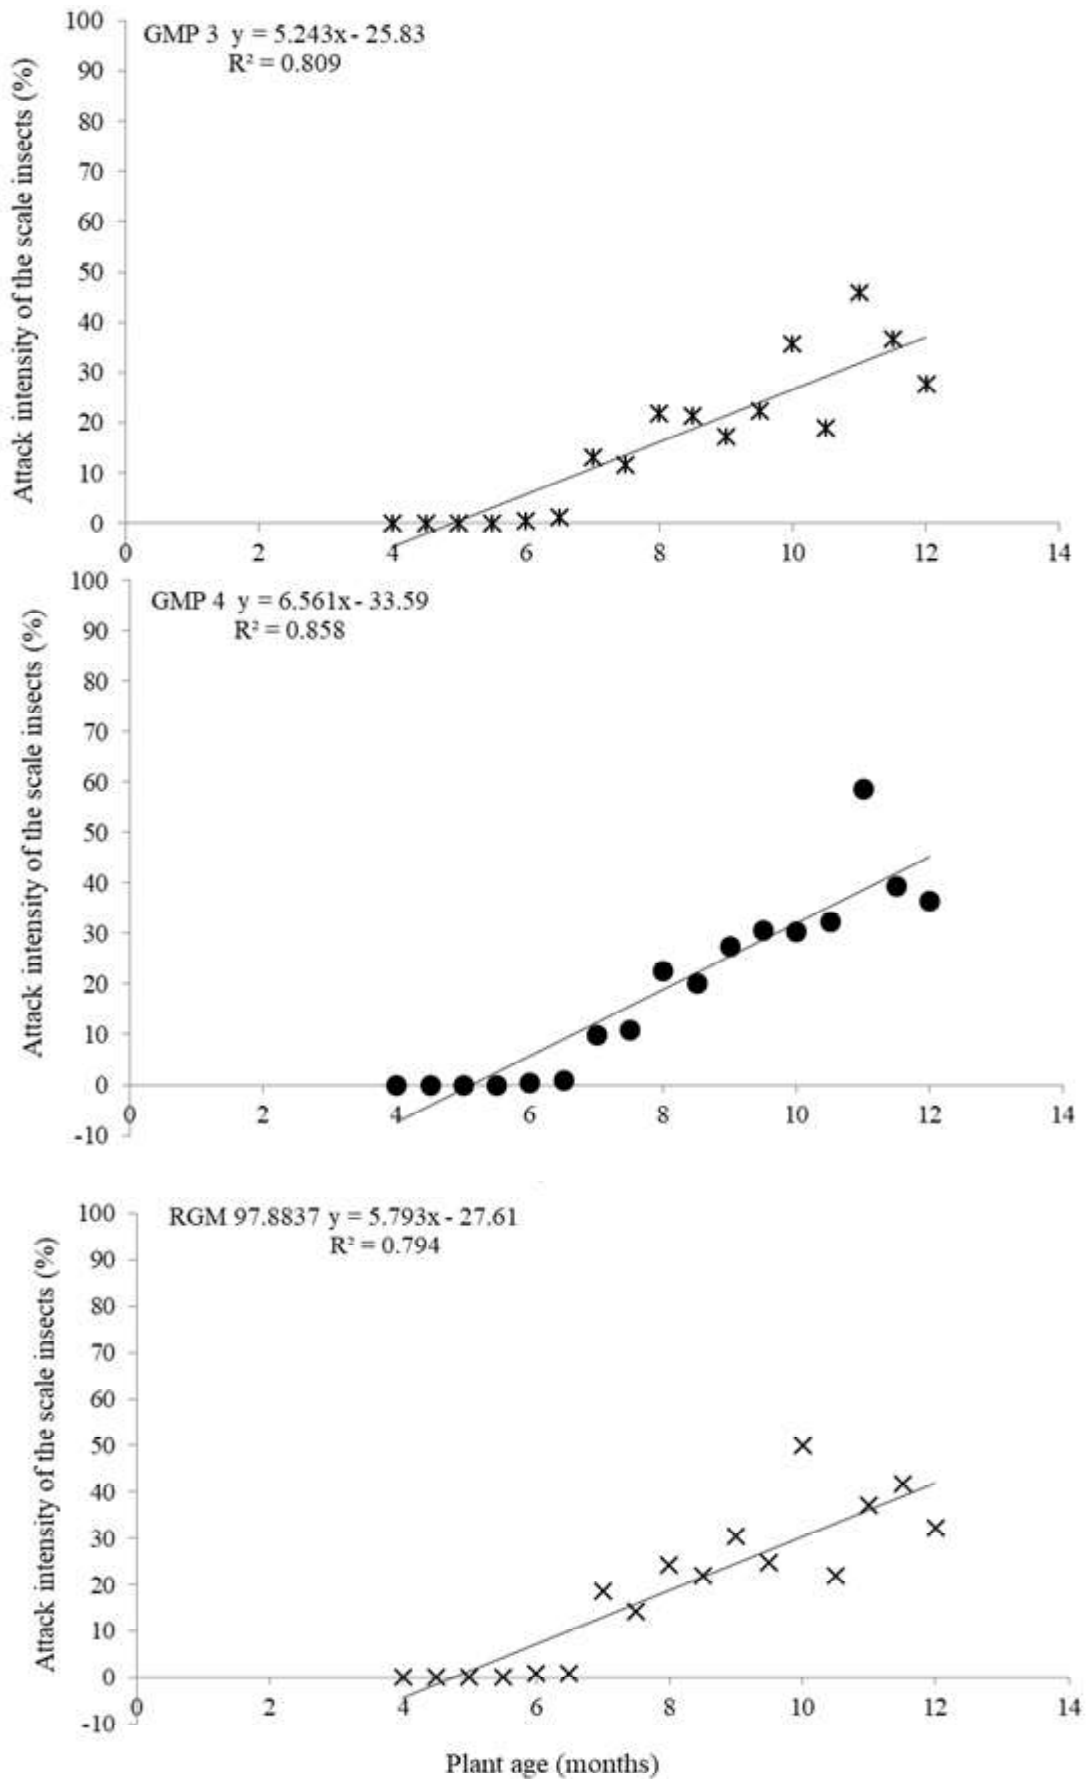 100
GMP 3 y = 5.243x - 25.83
R² = 0.809
90
80
70
60
50
40
30
20
10
0
0 2 4 6 8 10 12 14
Attack intensity of the scale insects (%)
100
GMP 4 y = 6.561x - 33.59
R² = 0.858
90
80
70
60
50
40
30
20
10
0
0 2 4 6 8 10 12 14
-10
Attack intensity of the scale insects (%)
100
RGM 97.8837 y = 5.793x - 27.61
R² = 0.794
90
80
70
60
50
40
30
20
10
0
0 2 4 6 8 10 12 14
-10
Attack intensity of the scale insects (%)
Plant age (months)